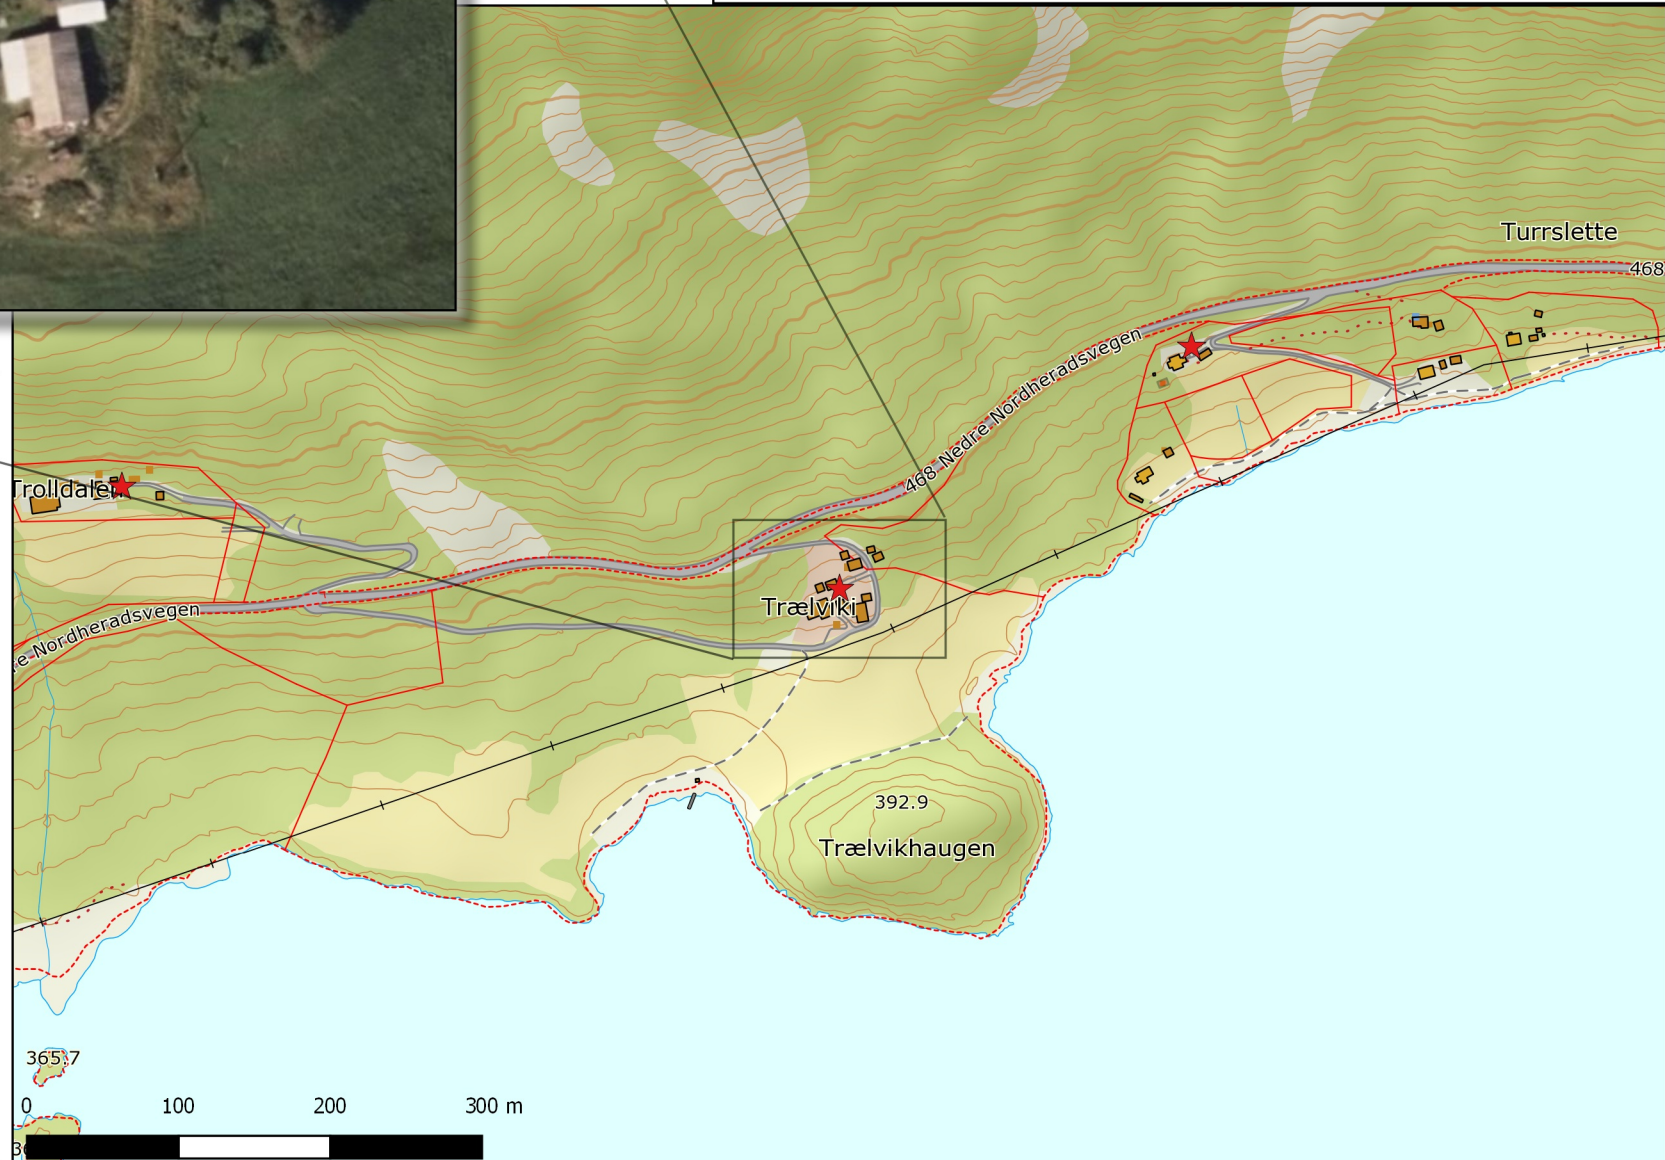 Turrslette
468
468 Nedre Nordheradsvegen
Trolldalen
Trælviki
e Nordheradsvegen
392.9
Trælvikhaugen
365.7
0 100 200 300 m